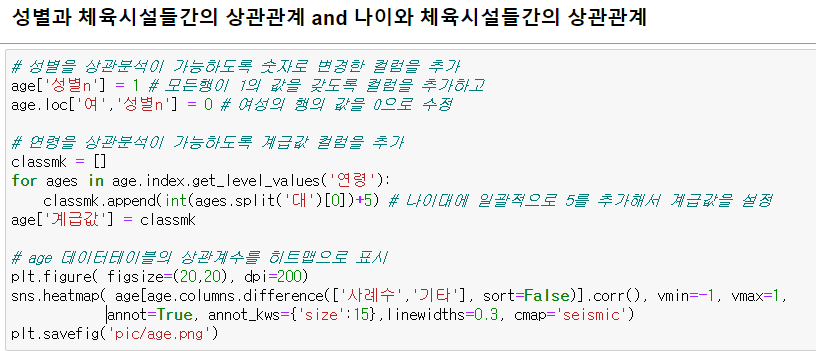 성별과 체육시설들간의 상관관계 and 나이와 체육시설들간의 상관관계
# 성별을 상관분석이 가능하도록 숫자로 변경한 컬럼을 추가
age['성별n'] = 1 # 모든행이 1의 값을 갖도록 컬럼을 추가하고
age.loc['여','성별n'] = 0 # 여성의 행의 값을 0으로 수정
# 연령을 상관분석이 가능하도록 계급값 컬럼을 추가
classmk = []
for ages in age.index.get_level_values('연령'):
    classmk.append(int(ages.split('대')[0])+5) # 나이대에 일괄적으로 5를 추가해서 계급값을 설정
age['계급값'] = classmk
# age 데이터테이블의 상관계수를 히트맵으로 표시
plt.figure( figsize=(20,20), dpi=200)
sns.heatmap( age[age.columns.difference(['사례수','기타'], sort=False)].corr(), vmin=-1, vmax=1,
            annot=True, annot_kws={'size':15},linewidths=0.3, cmap='seismic')
plt.savefig('pic/age.png')